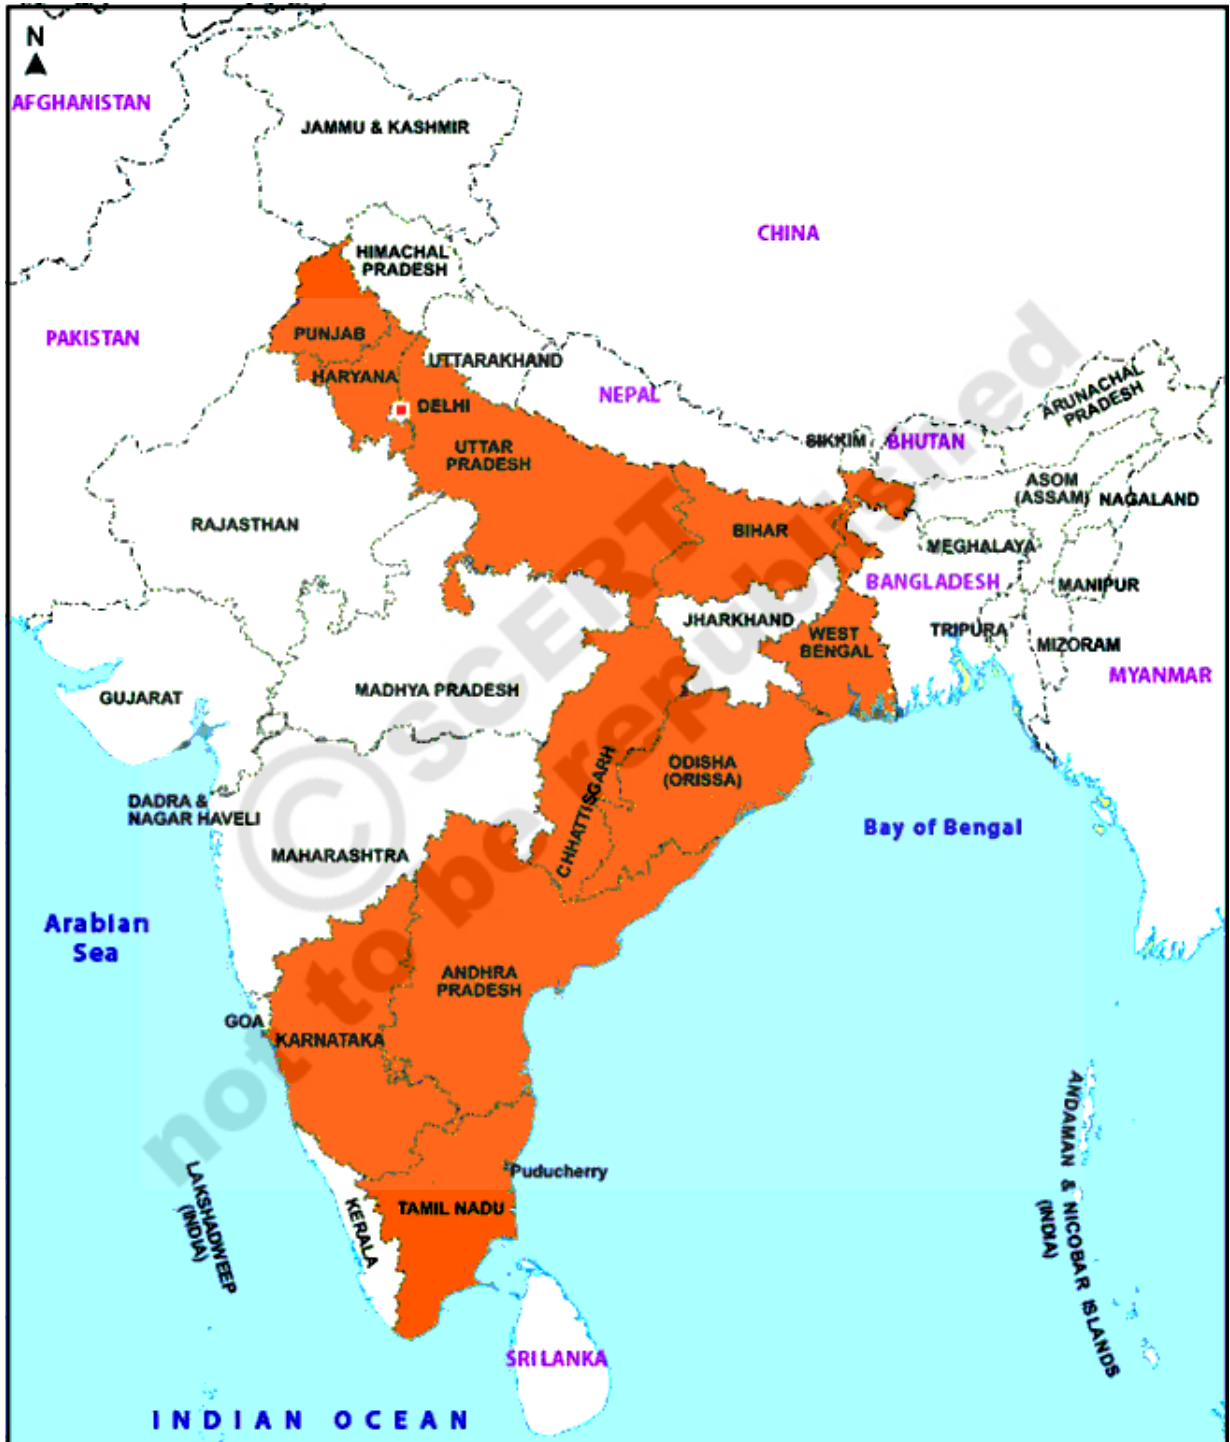 N
AFGHANISTAN
JAMMU & KASHMIR
CHINA
HIMACHAL
PRADESH
PAKISTAN
PUNJAB
UTTARAKHAND
HARYANA
NEPAL
ARUNACHAL
PRADESH
DELHI
SIKKIM
BHUTAN
UTTAR
PRADESH
ASOM
(ASSAM)
NAGALAND
RAJASTHAN
BIHAR
MEGHALAYA
BANGLADESH
MANIPUR
JHARKHAND
WEST
BENGAL
TRIPURA
MIZORAM
MYANMAR
GUJARAT
MADHYA PRADESH
ODISHA
(ORISSA)
CHHATTISGARH
DADRA &
NAGAR HAVELI
Bay of Bengal
MAHARASHTRA
Arabian
Sea
ANDHRA
PRADESH
GOA
KARNATAKA
Puducherry
LAKSHADWEEP
(INDIA)
KERALA
TAMIL NADU
ANDAMAN & NICOBAR ISLANDS
(INDIA)
SRI LANKA
INDIAN OCEAN
©SCERT
not to be republished